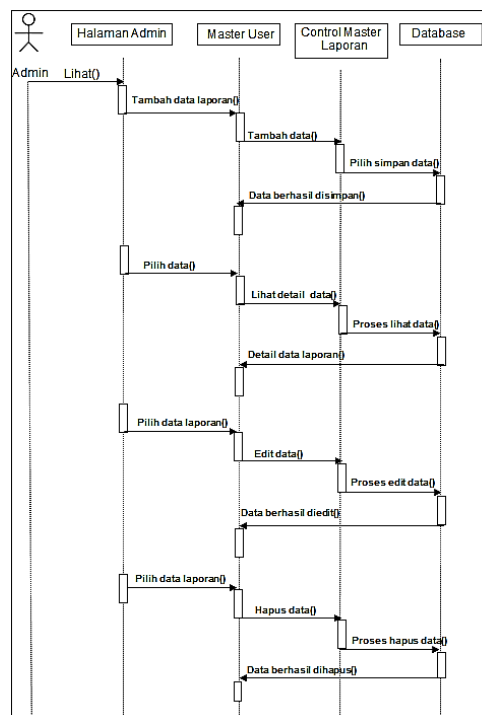 Halaman Admin
Master User
Control Master
Laporan
Database
Admin
Lihat()
Tambah data laporan()
Tambah data()
Pilih simpan data()
Data berhasil disimpan()
Pilih data()
Lihat detail data()
Proses lihat data()
Detail data laporan()
Pilih data laporan()
Edit data()
Proses edit data()
Data berhasil diedit()
Pilih data laporan()
Hapus data()
Proses hapus data()
Data berhasil dihapus()